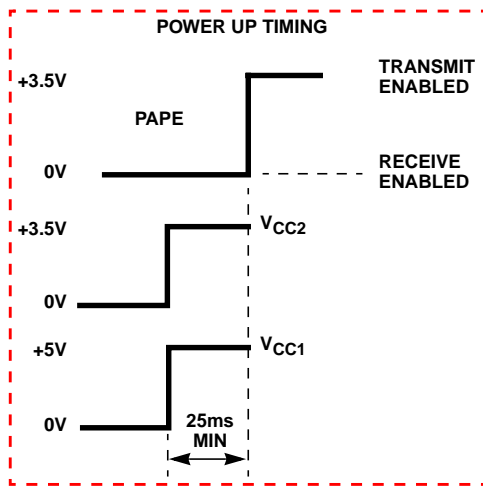 POWER UP TIMING
+3.5V
TRANSMIT
ENABLED
PAPE
0V
RECEIVE
ENABLED
+3.5V
VCC2
0V
+5V
VCC1
0V
25ms
MIN